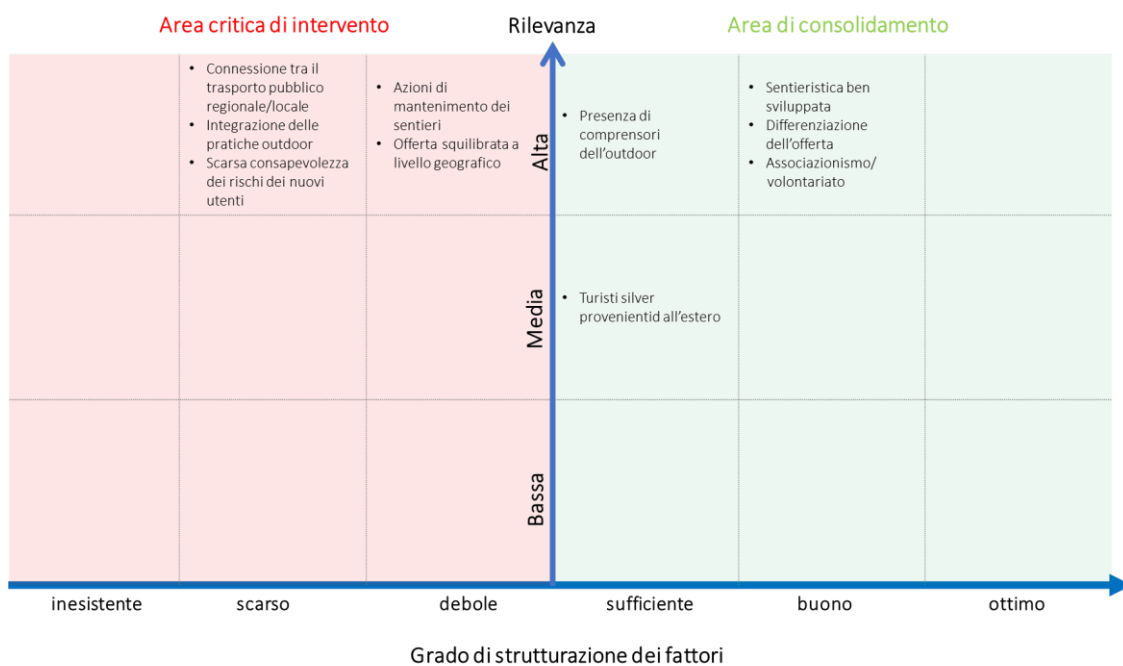 Area critica di intervento
Rilevanza
Area di consolidamento
• Connessione tra il
trasporto pubblico
regionale/locale
• Integrazione delle
pratiche outdoor
• Scarsa consapevolezza
dei rischi dei nuovi
utenti
• Azioni di
mantenimento dei
sentieri
• Offerta squilibrata a
livello geografico
Alta
• Presenza di
comprensori
dell'outdoor
• Sentieristica ben
sviluppata
• Differenziazione
dell'offerta
• Associazionismo/
volontariato
Media
• Turisti silver
provenientid all'estero
Bassa
inesistente
scarso
debole
sufficiente
buono
ottimo
Grado di strutturazione dei fattori